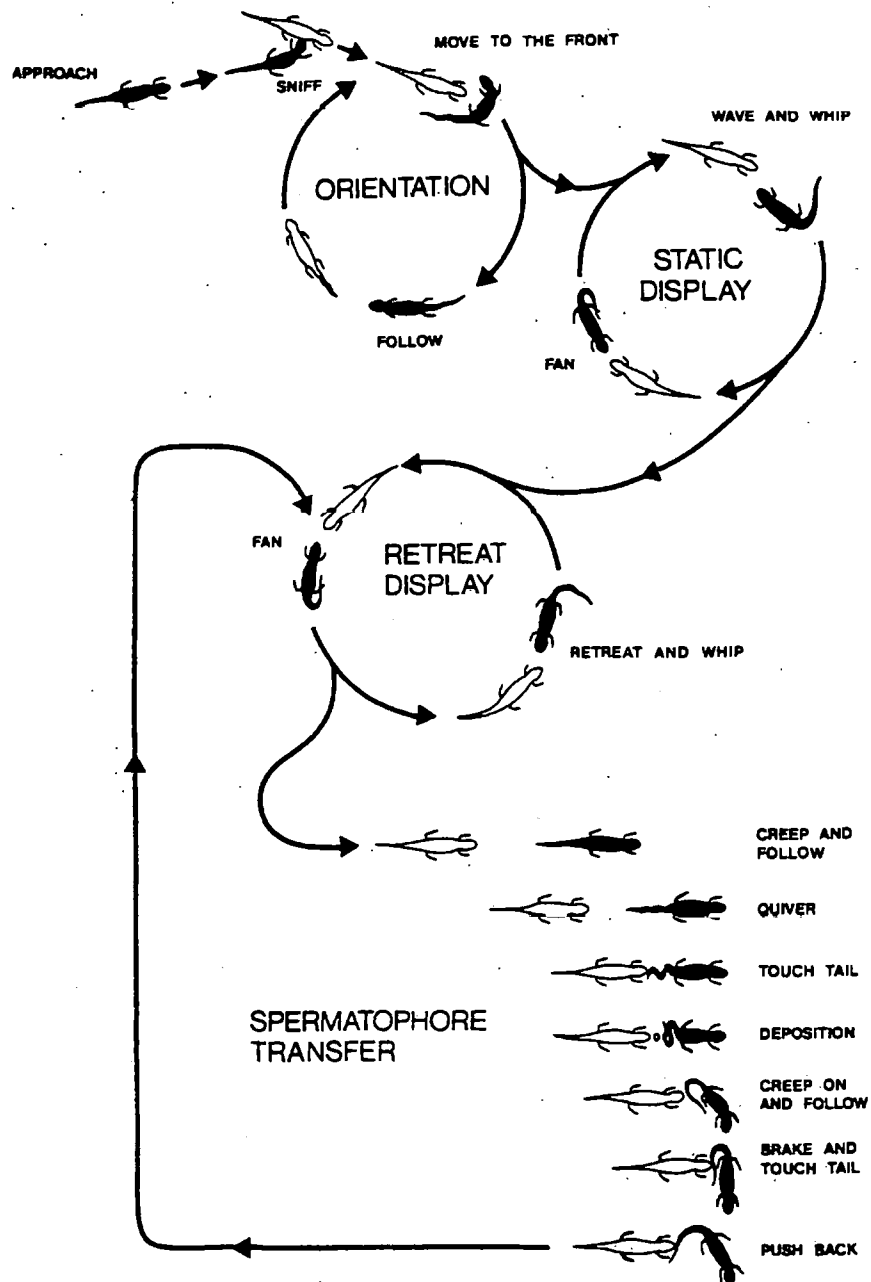 MOVE TO THE FRONT
APPROACH
SNIFF
WAVE AND WHIP
ORIENTATION
STATIC
DISPLAY
FOLLOW
FAN
FAN
RETREAT
DISPLAY
RETREAT AND WHIP
CREEP AND
FOLLOW
QUIVER
TOUCH TAIL
SPERMATOPHORE
TRANSFER
DEPOSITION
CREEP ON
AND FOLLOW
BRAKE AND
TOUCH TAIL
PUSH BACK